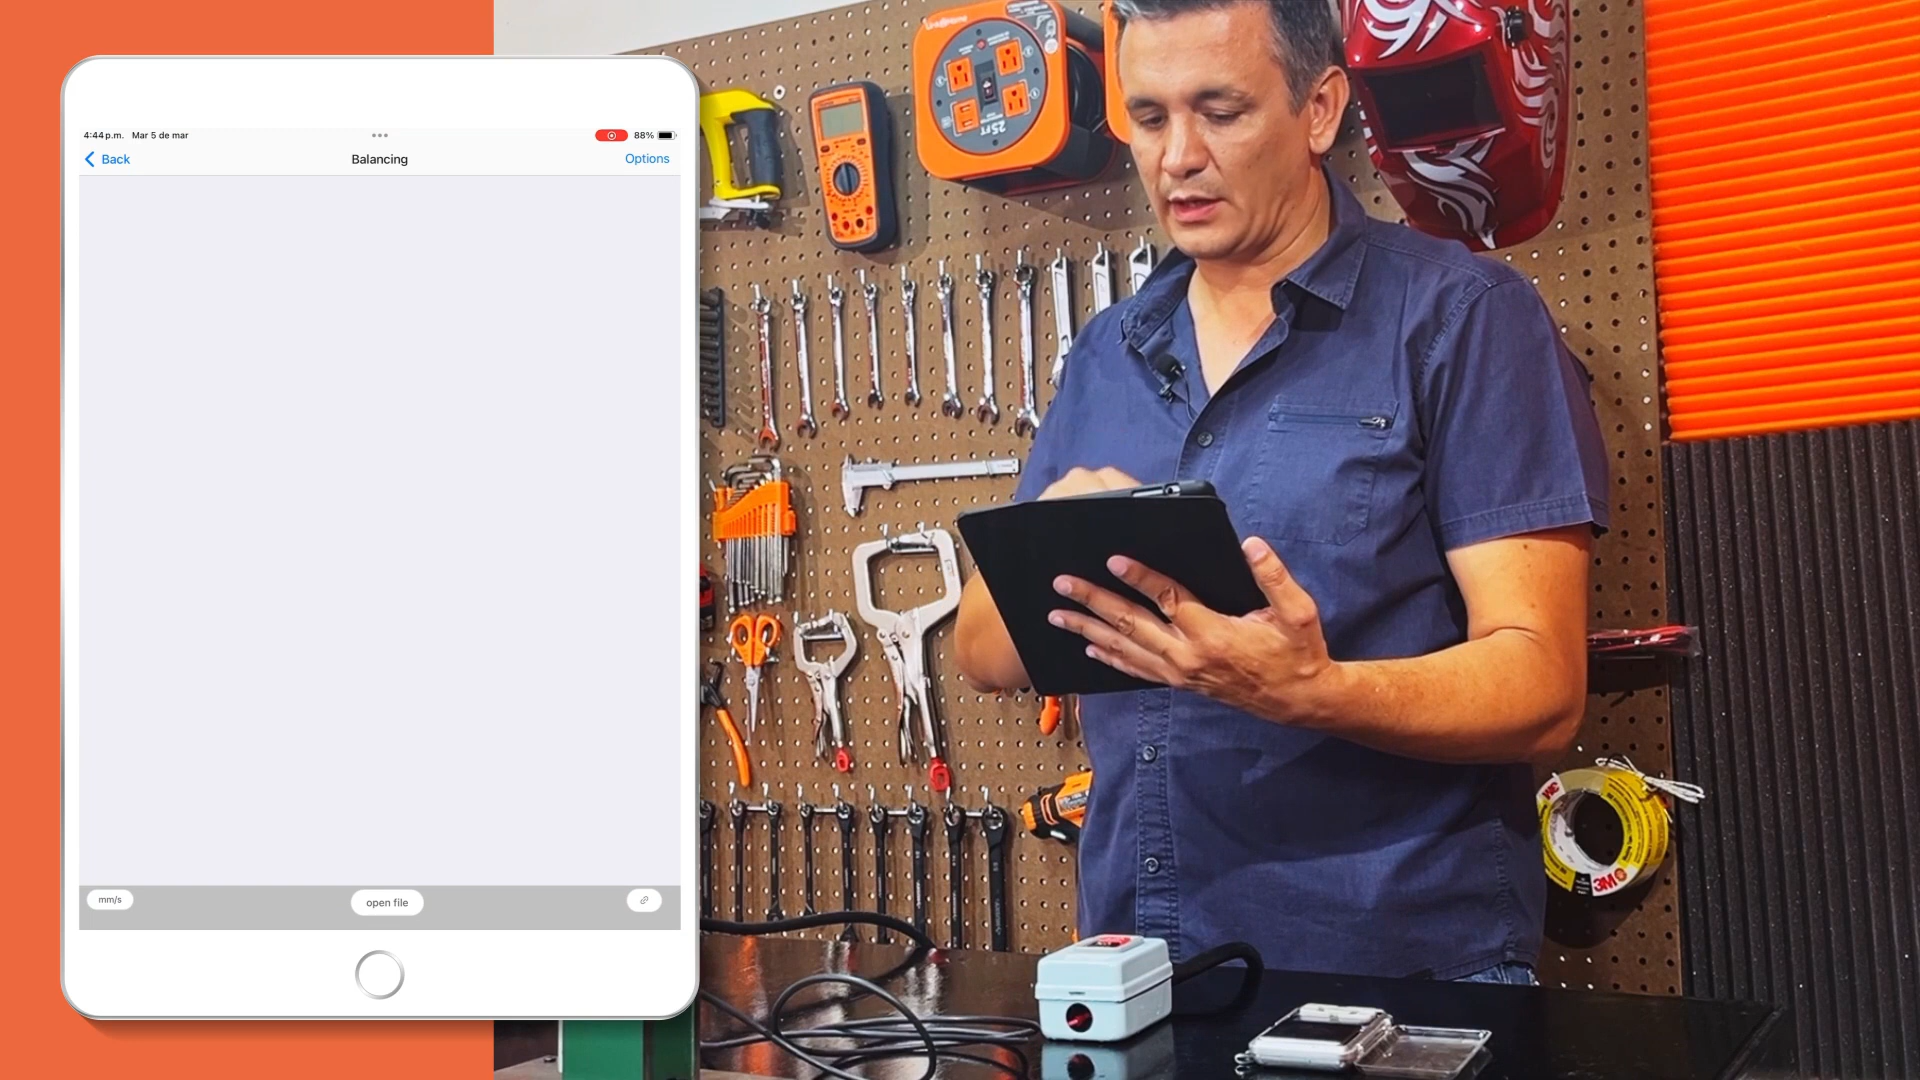 4:44 p.m. Mar 5 de mar
88%
Back
Balancing
Options
mm/s
open file
25FT
3M